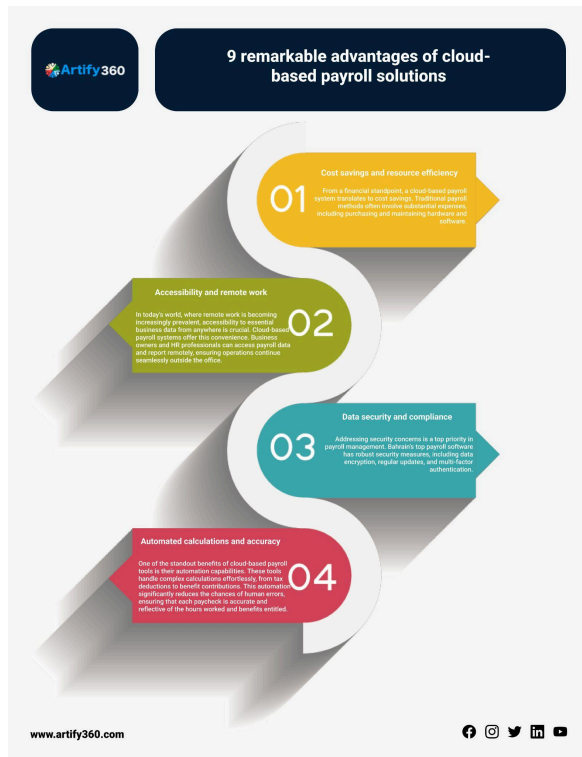 Artify360
9 remarkable advantages of cloud-
based payroll solutions
Cost savings and resource efficiency
01
From a financial standpoint, a cloud-based payroll
system translates to cost savings. Traditional payroll
methods often involve substantial expenses,
including purchasing and maintaining hardware and
software.
Accessibility and remote work
In today's world, where remote work is becoming
increasingly prevalent, accessibility to essential
business data from anywhere is crucial. Cloud-based
payroll systems offer this convenience. Business
owners and HR professionals can access payroll data
and report remotely, ensuring operations continue
seamlessly outside the office.
02
Data security and compliance
03
Addressing security concerns is a top priority in
payroll management. Bahrain's top payroll software
has robust security measures, including data
encryption, regular updates, and multi-factor
authentication.
Automated calculations and accuracy
One of the standout benefits of cloud-based payroll
tools is their automation capabilities. These tools
handle complex calculations effortlessly, from tax
deductions to benefit contributions. This automation
significantly reduces the chances of human errors,
ensuring that each paycheck is accurate and
reflective of the hours worked and benefits entitled.
04
www.artify360.com